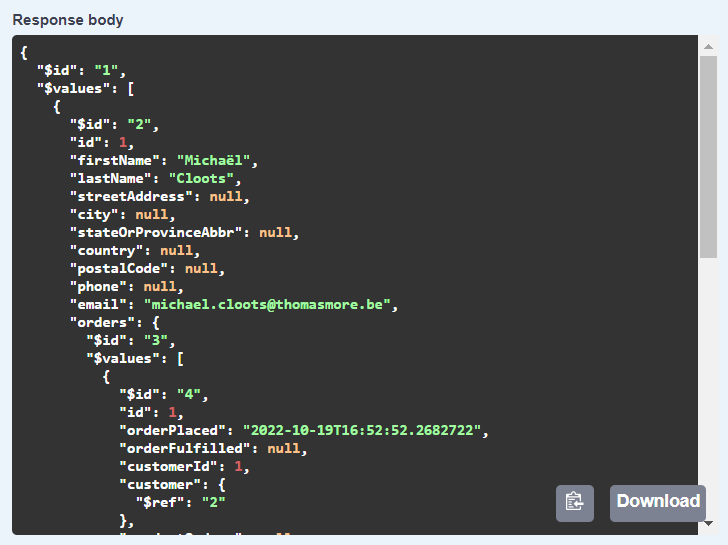 Response body
{
  "$id": "1",
  "$values": [
    {
      "$id": "2",
      "id": 1,
      "firstName": "Michaël",
      "lastName": "Cloots",
      "streetAddress": null,
      "city": null,
      "stateOrProvinceAbbr": null,
      "country": null,
      "postalCode": null,
      "phone": null,
      "email": "michael.cloots@thomasmore.be",
      "orders": {
        "$id": "3",
        "$values": [
          {
            "$id": "4",
            "id": 1,
            "orderPlaced": "2022-10-19T16:52:52.2682722",
            "orderFulfilled": null,
            "customerId": 1,
            "customer": {
              "$ref": "2"
            },
Download